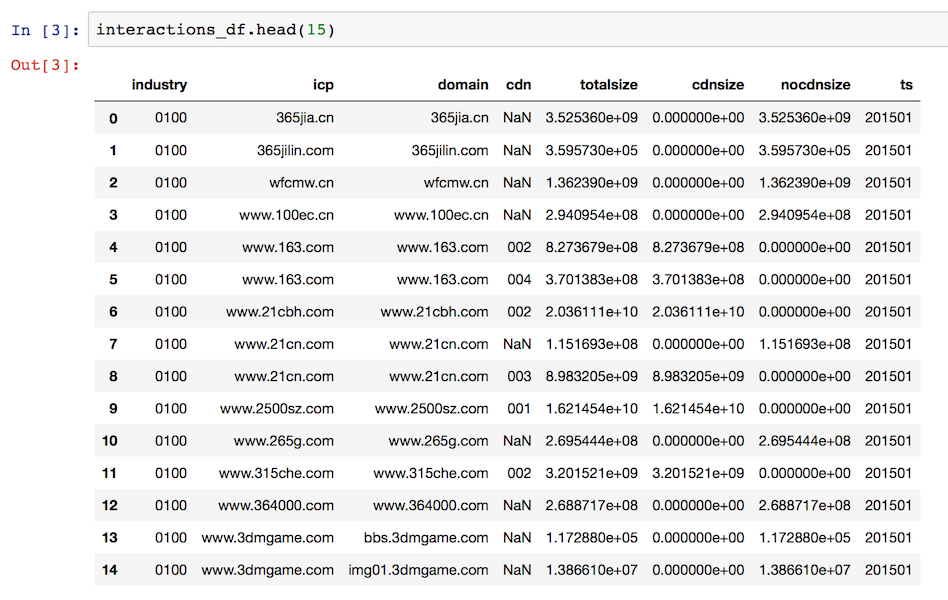 In [3]: interactions_df.head(15)
Out[3]:
industry icp domain cdn totalsize cdnsize nocdnsize ts
0 0100 365jia.cn 365jia.cn NaN 3.525360e+09 0.000000e+00 3.525360e+09 201501
1 0100 365jilin.com 365jilin.com NaN 3.595730e+05 0.000000e+00 3.595730e+05 201501
2 0100 wfcmw.cn wfcmw.cn NaN 1.362390e+09 0.000000e+00 1.362390e+09 201501
3 0100 www.100ec.cn www.100ec.cn NaN 2.940954e+08 0.000000e+00 2.940954e+08 201501
4 0100 www.163.com www.163.com 002 8.273679e+08 8.273679e+08 0.000000e+00 201501
5 0100 www.163.com www.163.com 004 3.701383e+08 3.701383e+08 0.000000e+00 201501
6 0100 www.21cbh.com www.21cbh.com 002 2.036111e+10 2.036111e+10 0.000000e+00 201501
7 0100 www.21cn.com www.21cn.com NaN 1.151693e+08 0.000000e+00 1.151693e+08 201501
8 0100 www.21cn.com www.21cn.com 003 8.983205e+09 8.983205e+09 0.000000e+00 201501
9 0100 www.2500sz.com www.2500sz.com 001 1.621454e+10 1.621454e+10 0.000000e+00 201501
10 0100 www.265g.com www.265g.com NaN 2.695444e+08 0.000000e+00 2.695444e+08 201501
11 0100 www.315che.com www.315che.com 002 3.201521e+09 3.201521e+09 0.000000e+00 201501
12 0100 www.364000.com www.364000.com NaN 2.688717e+08 0.000000e+00 2.688717e+08 201501
13 0100 www.3dmgame.com bbs.3dmgame.com NaN 1.172880e+05 0.000000e+00 1.172880e+05 201501
14 0100 www.3dmgame.com img01.3dmgame.com NaN 1.386610e+07 0.000000e+00 1.386610e+07 201501